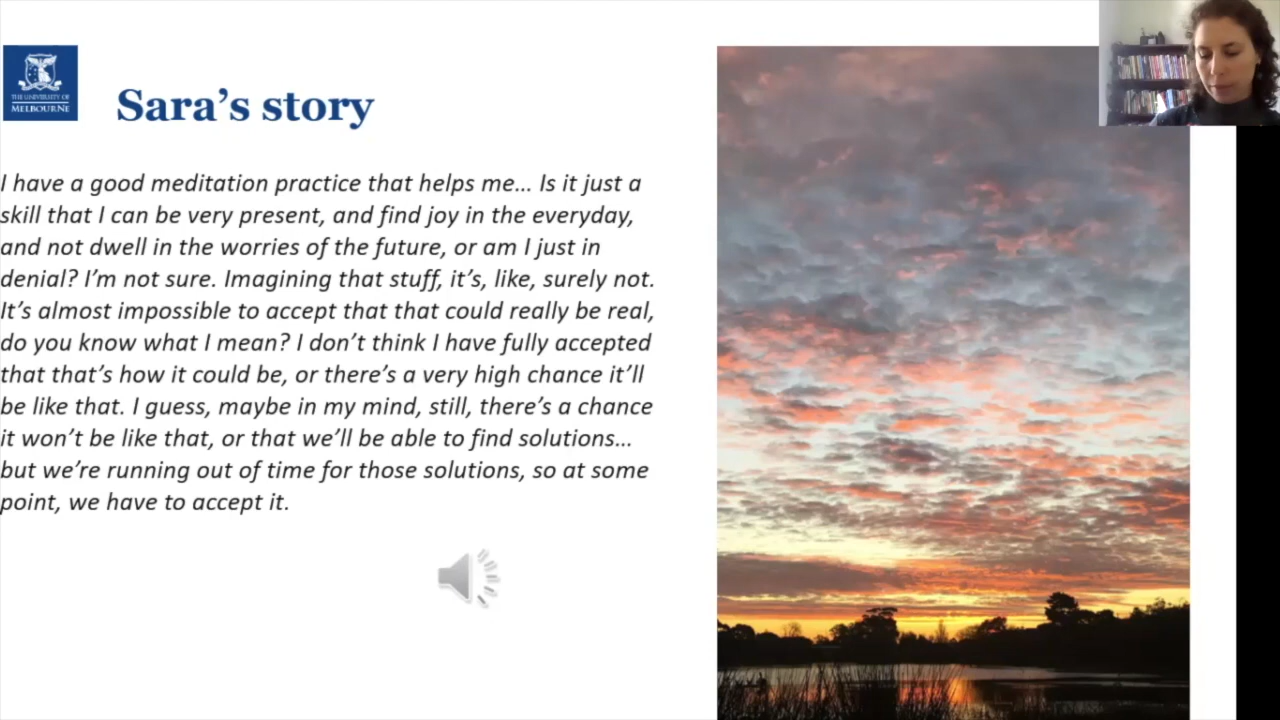 THE UNIVERSITY OF
MELBOURNE
Sara’s story
I have a good meditation practice that helps me… Is it just a
skill that I can be very present, and find joy in the everyday,
and not dwell in the worries of the future, or am I just in
denial? I’m not sure. Imagining that stuff, it’s, like, surely not.
It’s almost impossible to accept that that could really be real,
do you know what I mean? I don’t think I have fully accepted
that that’s how it could be, or there’s a very high chance it’ll
be like that. I guess, maybe in my mind, still, there’s a chance
it won’t be like that, or that we’ll be able to find solutions…
but we’re running out of time for those solutions, so at some
point, we have to accept it.